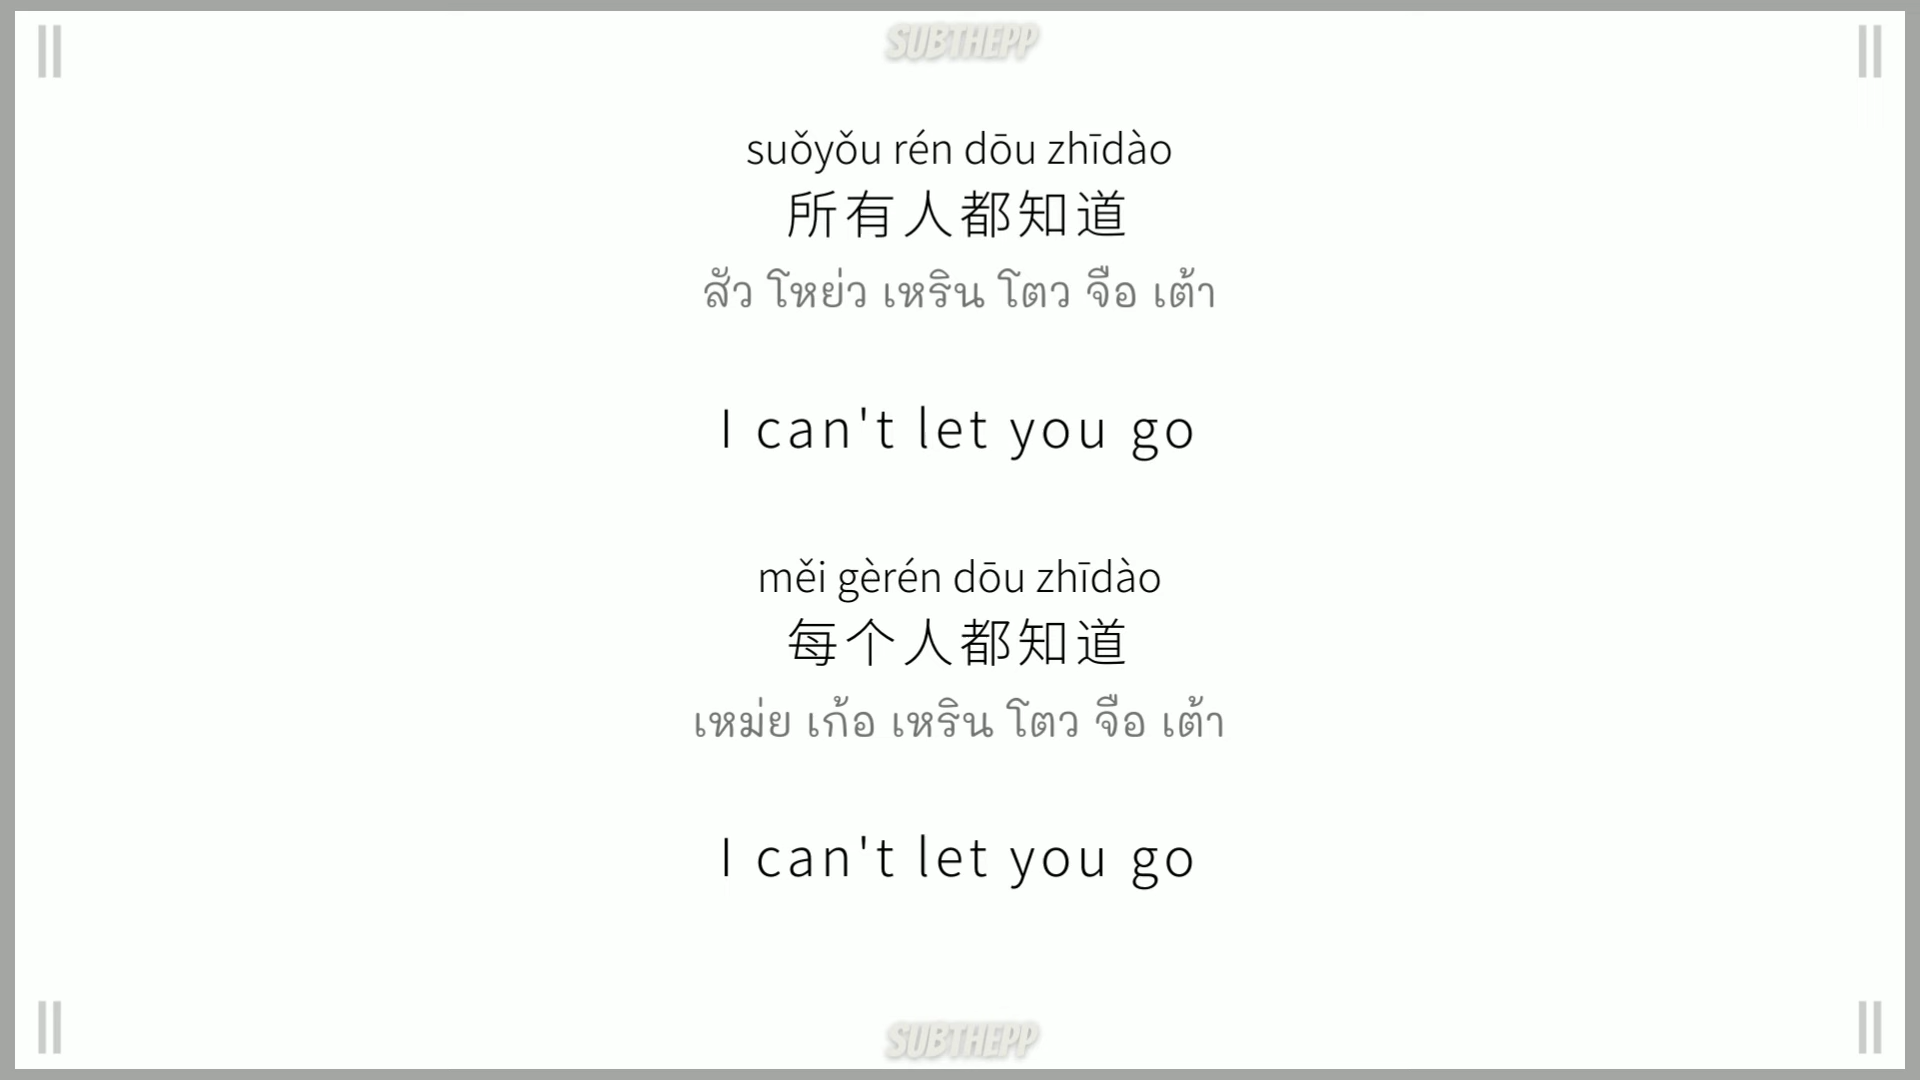 SUBTHEPP
suǒyǒu rén dōu zhīdào
所有人都知道
สัว โหย่ว เหริน โตว จือ เต้า
I can't let you go
měi gèrén dōu zhīdào
每个人都知道
เหม่ย เก้อ เหริน โตว จือ เต้า
I can't let you go
SUBTHEPP